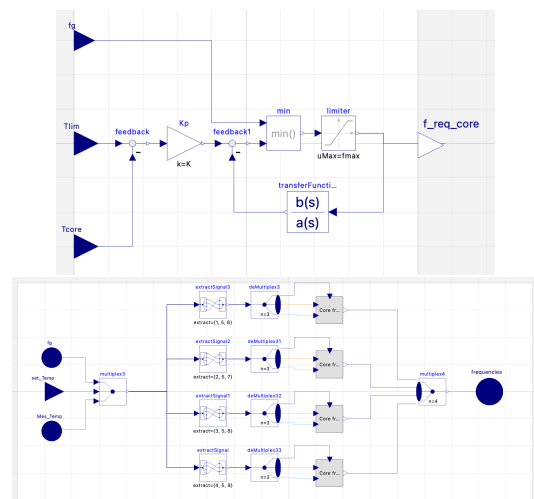 fg
Tlim
feedback
Kp
feedback1
min
limiter
f_req_core
min()
k=K
uMax=fmax
transferFuncti...
b(s)
a(s)
Tcore
extractSignal3
deMultiplex3
Core fr...
n=3
extract={1, 5, 6}
extractSignal2
deMultiplex31
Core fr...
n=3
extract={2, 5, 7}
fg
set_Temp
multiplex3
multiplex4
frequencies
n=4
extractSignal1
deMultiplex32
Core fr...
n=3
extract={3, 5, 8}
Mes_Temp
extractSignal
deMultiplex33
Core fr...
n=3
extract={4, 5, 9}